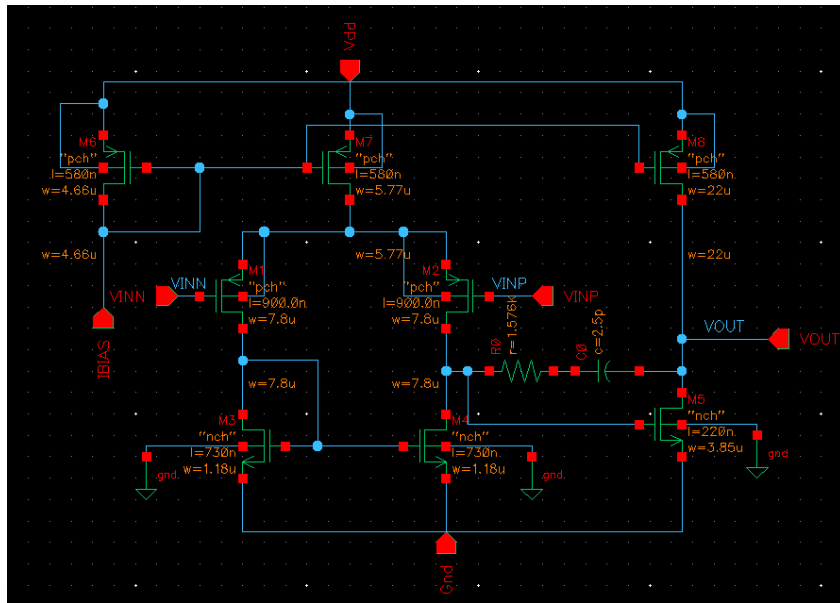 Vdd
M6
"pch"
l=580n
w=4.66u
w=4.66u
M7
"pch"
l=580n
w=5.77u
w=5.77u
M8
"pch"
l=580n
w=22u
w=22u
VINN
VINN
M1
"pch"
l=900.0n
w=7.8u
w=7.8u
M2
"pch"
l=900.0n
w=7.8u
w=7.8u
VINP
VINP
IBIAS
R0
r=1.576K
C0
c=2.5p
VOUT
VOUT
M3
"nch"
l=730n
w=1.18u
gnd
M4
"nch"
l=730n
w=1.18u
gnd
M5
"nch"
l=220n
w=3.85u
gnd
Gnd